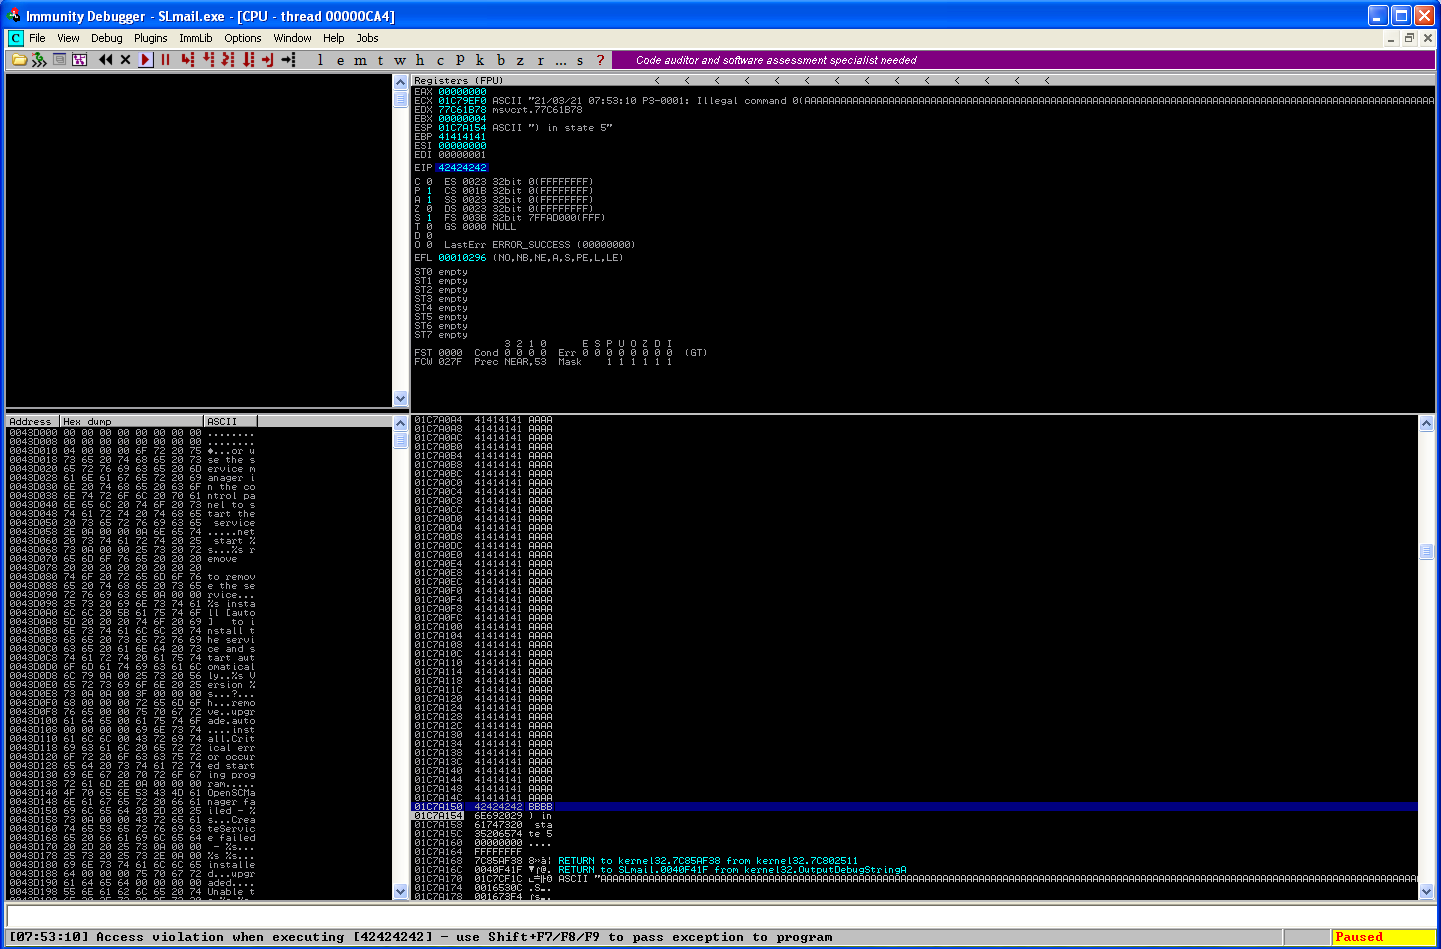 Immunity Debugger - SLmail.exe - [CPU - thread 00000CA4]
File View Debug Plugins ImmLib Options Window Help Jobs
l e m t w h c P k b z r ... s ?
Code auditor and software assessment specialist needed
Registers (FPU) < < < < < < < < < < < < < <
EAX 00000000
ECX 01C79EF0 ASCII "21/03/21 07:53:10 P3-0001: Illegal command 0(AAAAAAAAAAAAAAAAAAAAAAAAAAAAAAAAAAAAAAAAAAAAAAAAAAAAAAAAAAAAAAAAAAAAAAAAAAAAAAAAAAAAAAAAAAAAAAAAAAAAAAAAA
EDX 77C61B78 msvcrt.77C61B78
EBX 00000004
ESP 01C7A154 ASCII ") in state 5"
EBP 41414141
ESI 00000000
EDI 00000001
EIP 42424242
C 0 ES 0023 32bit 0(FFFFFFFF)
P 1 CS 001B 32bit 0(FFFFFFFF)
A 1 SS 0023 32bit 0(FFFFFFFF)
Z 0 DS 0023 32bit 0(FFFFFFFF)
S 1 FS 003B 32bit 7FFAD000(FFF)
T 0 GS 0000 NULL
D 0
O 0 LastErr ERROR_SUCCESS (00000000)
EFL 00010296 (NO,NB,NE,A,S,PE,L,LE)
ST0 empty
ST1 empty
ST2 empty
ST3 empty
ST4 empty
ST5 empty
ST6 empty
ST7 empty
3 2 1 0 E S P U O Z D I
FST 0000 Cond 0 0 0 0 Err 0 0 0 0 0 0 0 0 (GT)
FCW 027F Prec NEAR,53 Mask 1 1 1 1 1 1
Address Hex dump ASCII
0043D000 00 00 00 00 00 00 00 00 ........
0043D008 00 00 00 00 00 00 00 00 ........
0043D010 04 00 00 00 6F 72 20 75 ♦...or u
0043D018 73 65 20 74 68 65 20 73 se the s
0043D020 65 72 76 69 63 65 20 6D ervice m
0043D028 61 6E 61 67 65 72 20 69 anager i
0043D030 6E 20 74 68 65 20 63 6F n the co
0043D038 6E 74 72 6F 6C 20 70 61 ntrol pa
0043D040 6E 65 6C 20 74 6F 20 73 nel to s
0043D048 74 61 72 74 20 74 68 65 tart the
0043D050 20 73 65 72 76 69 63 65 service
0043D058 2E 0A 00 00 0A 6E 65 74 .....net
0043D060 20 73 74 61 72 74 20 25 start %
0043D068 73 0A 00 00 25 73 20 72 s...%s r
0043D070 65 6D 6F 76 65 20 20 20 emove
0043D078 20 20 20 20 20 20 20 20
0043D080 74 6F 20 72 65 6D 6F 76 to remov
0043D088 65 20 74 68 65 20 73 65 e the se
0043D090 72 76 69 63 65 0A 00 00 rvice...
0043D098 25 73 20 69 6E 73 74 61 %s insta
0043D0A0 6C 6C 20 5B 61 75 74 6F ll [auto
0043D0A8 5D 20 20 20 74 6F 20 69 ] to i
0043D0B0 6E 73 74 61 6C 6C 20 74 nstall t
0043D0B8 68 65 20 73 65 72 76 69 he servi
0043D0C0 63 65 20 61 6E 64 20 73 ce and s
0043D0C8 74 61 72 74 20 61 75 74 tart aut
0043D0D0 6F 6D 61 74 69 63 61 6C omatical
0043D0D8 6C 79 0A 00 25 73 20 56 ly..%s V
0043D0E0 65 72 73 69 6F 6E 20 25 ersion %
0043D0E8 73 0A 0A 00 3F 00 00 00 s...?...
0043D0F0 68 00 00 00 72 65 6D 6F h...remo
0043D0F8 76 65 00 00 75 70 67 72 ve..upgr
0043D100 61 64 65 00 61 75 74 6F ade.auto
0043D108 00 00 00 00 69 6E 73 74 ....inst
0043D110 61 6C 6C 00 43 72 69 74 all.Crit
0043D118 69 63 61 6C 20 65 72 72 ical err
0043D120 6F 72 20 6F 63 63 75 72 or occur
0043D128 65 64 20 73 74 61 72 74 ed start
0043D130 69 6E 67 20 70 72 6F 67 ing prog
0043D138 72 61 6D 2E 0A 00 00 00 ram.....
0043D140 4F 70 65 6E 53 43 4D 61 OpenSCMa
0043D148 6E 61 67 65 72 20 66 61 nager fa
0043D150 69 6C 65 64 20 2D 20 25 iled - %
0043D158 73 0A 00 00 43 72 65 61 s...Crea
0043D160 74 65 53 65 72 76 69 63 teServic
0043D168 65 20 66 61 69 6C 65 64 e failed
0043D170 20 2D 20 25 73 0A 00 00 - %s...
0043D178 25 73 20 25 73 2E 0A 00 %s %s...
0043D180 69 6E 73 74 61 6C 6C 65 installe
0043D188 64 00 00 00 75 70 67 72 d...upgr
0043D190 61 64 65 64 00 00 00 00 aded....
0043D198 55 6E 61 62 6C 65 20 74 Unable t
01C7A0A4 41414141 AAAA
01C7A0A8 41414141 AAAA
01C7A0AC 41414141 AAAA
01C7A0B0 41414141 AAAA
01C7A0B4 41414141 AAAA
01C7A0B8 41414141 AAAA
01C7A0BC 41414141 AAAA
01C7A0C0 41414141 AAAA
01C7A0C4 41414141 AAAA
01C7A0C8 41414141 AAAA
01C7A0CC 41414141 AAAA
01C7A0D0 41414141 AAAA
01C7A0D4 41414141 AAAA
01C7A0D8 41414141 AAAA
01C7A0DC 41414141 AAAA
01C7A0E0 41414141 AAAA
01C7A0E4 41414141 AAAA
01C7A0E8 41414141 AAAA
01C7A0EC 41414141 AAAA
01C7A0F0 41414141 AAAA
01C7A0F4 41414141 AAAA
01C7A0F8 41414141 AAAA
01C7A0FC 41414141 AAAA
01C7A100 41414141 AAAA
01C7A104 41414141 AAAA
01C7A108 41414141 AAAA
01C7A10C 41414141 AAAA
01C7A110 41414141 AAAA
01C7A114 41414141 AAAA
01C7A118 41414141 AAAA
01C7A11C 41414141 AAAA
01C7A120 41414141 AAAA
01C7A124 41414141 AAAA
01C7A128 41414141 AAAA
01C7A12C 41414141 AAAA
01C7A130 41414141 AAAA
01C7A134 41414141 AAAA
01C7A138 41414141 AAAA
01C7A13C 41414141 AAAA
01C7A140 41414141 AAAA
01C7A144 41414141 AAAA
01C7A148 41414141 AAAA
01C7A14C 41414141 AAAA
01C7A150 42424242 BBBB
01C7A154 6E692029 ) in
01C7A158 61747320 sta
01C7A15C 35206574 te 5
01C7A160 00000000 ....
01C7A164 FFFFFFFF
01C7A168 7C85AF38 RETURN to kernel32.7C85AF38 from kernel32.7C802511
01C7A16C 0040F41F RETURN to SLmail.0040F41F from kernel32.OutputDebugStringA
01C7A170 01C7CF1C ASCII "AAAAAAAAAAAAAAAAAAAAAAAAAAAAAAAAAAAAAAAAAAAAAAAAAAAAAAAAAAAAAAAAAAAAAAAAAAAAAAAAAAAAAAAAAAAAAAAAAAAAAAAAAAAAAAAAAAAAAAAAAAAAAAAAAAAA
01C7A174 0016530C .S_.
01C7A178 001673F4
[07:53:10] Access violation when executing [42424242] - use Shift+F7/F8/F9 to pass exception to program
Paused